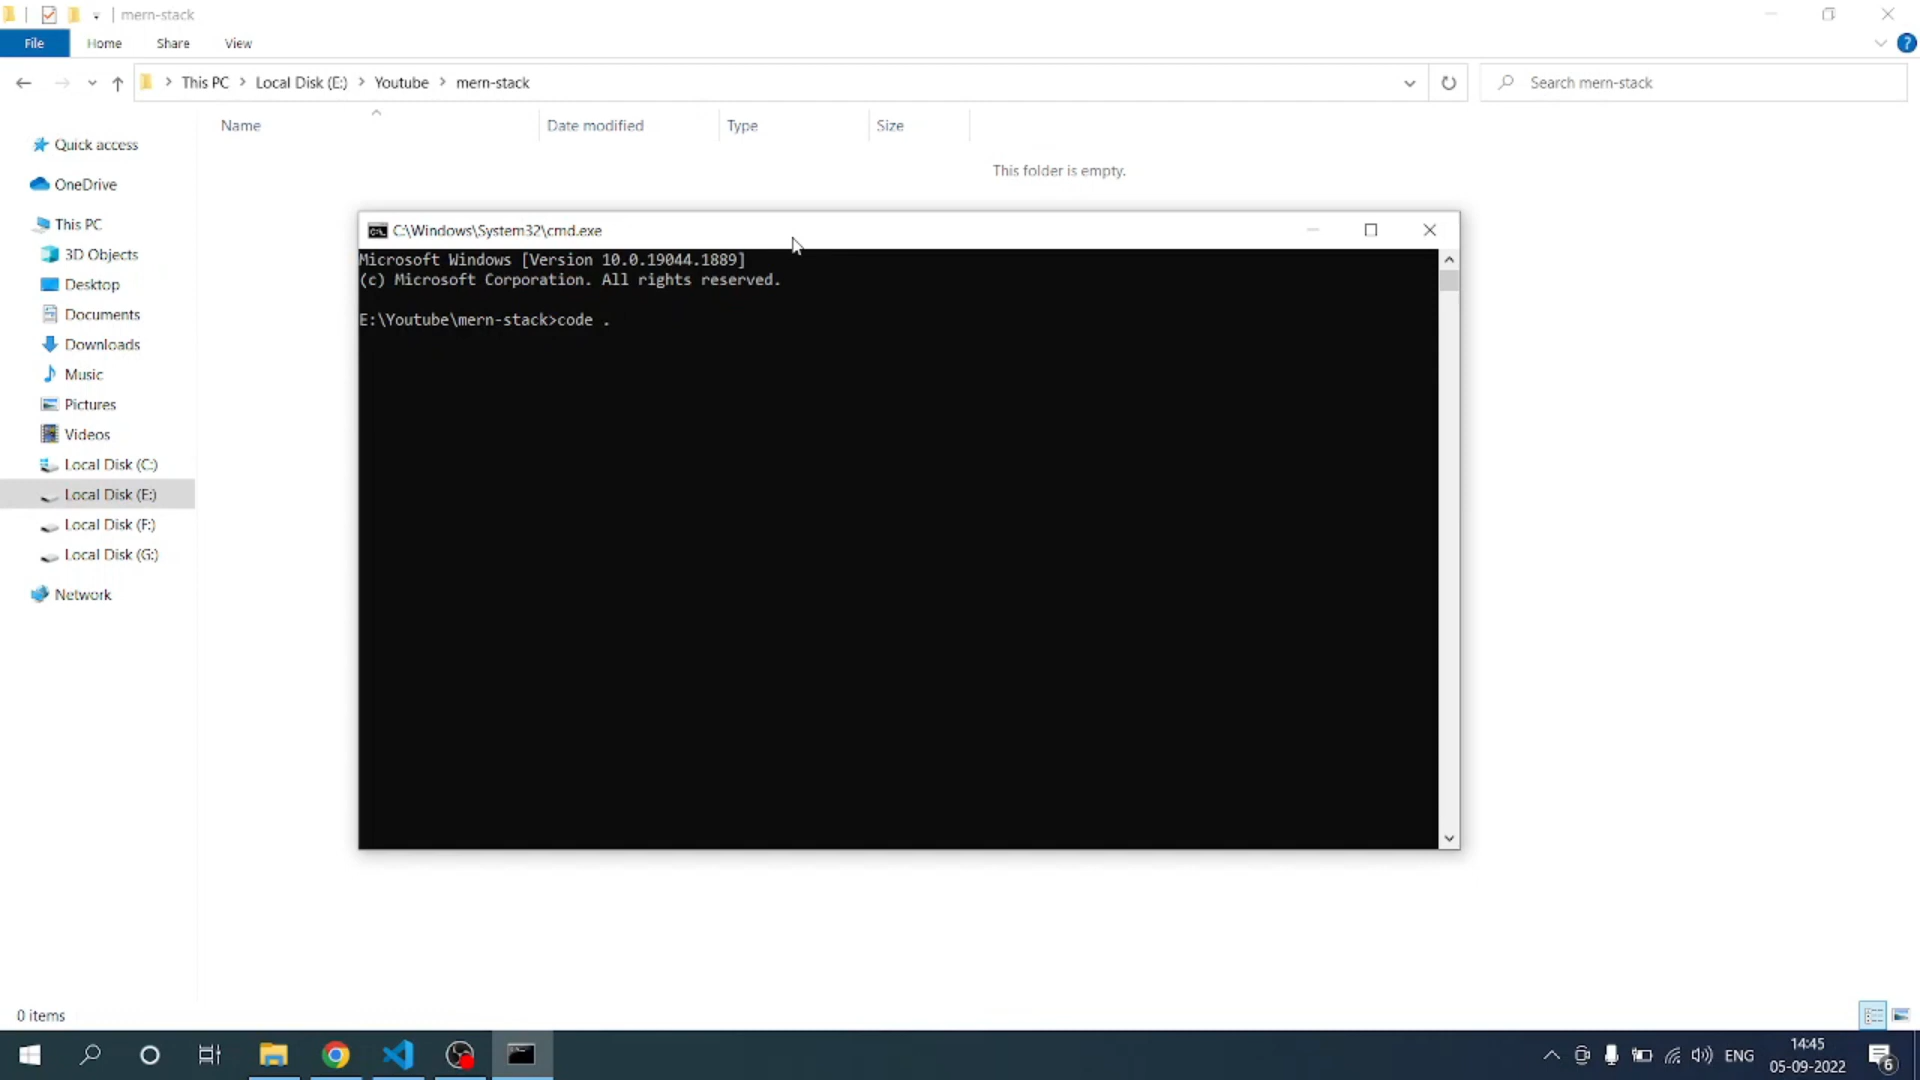 mern-stack
File Home Share View
This PC Local Disk (E:) Youtube mern-stack
Search mern-stack
Name Date modified Type Size
This folder is empty.
Quick access
OneDrive
This PC
3D Objects
Desktop
Documents
Downloads
Music
Pictures
Videos
Local Disk (C:)
Local Disk (E:)
Local Disk (F:)
Local Disk (G:)
Network
C:\Windows\System32\cmd.exe
Microsoft Windows [Version 10.0.19044.1889]
(c) Microsoft Corporation. All rights reserved.
E:\Youtube\mern-stack>code .
0 items
ENG
14:45
05-09-2022
6